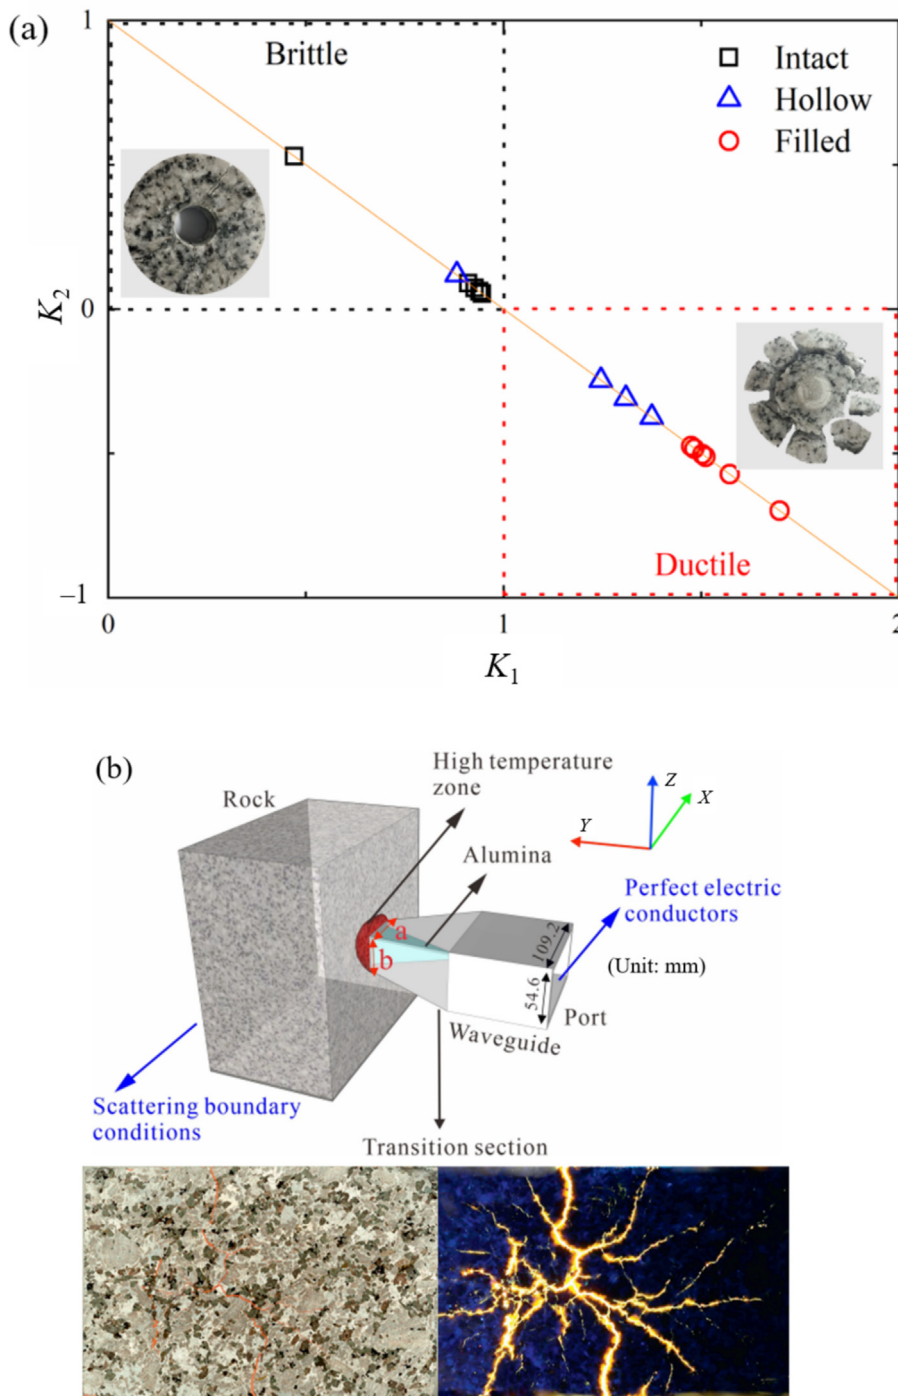 (a)
1
Brittle
Intact
Hollow
Filled
K2
0
Ductile
–1
0
1
2
K1
(b)
High temperature
zone
Rock
Z
X
Y
Alumina
Perfect electric
conductors
a
b
109.2
(Unit: mm)
54.6
Port
Waveguide
Scattering boundary
conditions
Transition section